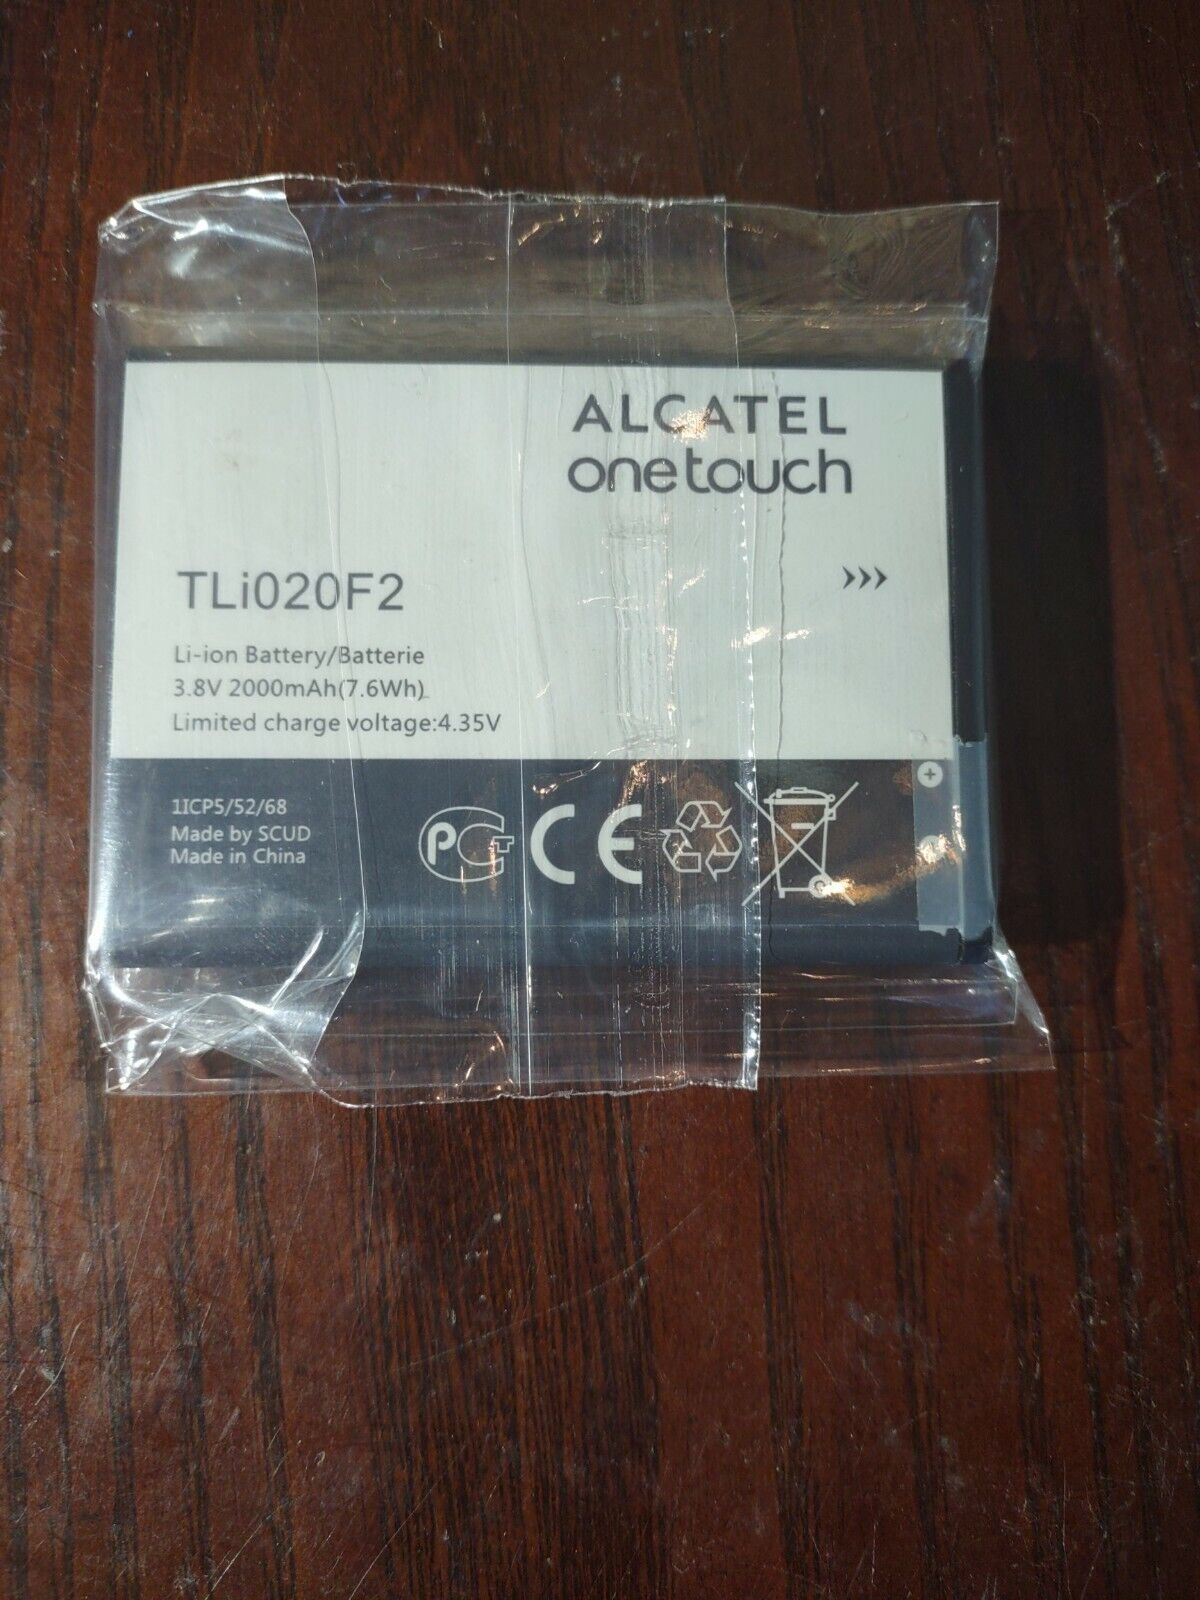 ALCATEL
onetouch
TLi020F2
Li-ion Battery/Batterie
3.8V 2000mAh(7.6Wh)
Limited charge voltage:4.35V
1ICP5/52/68
Made by SCUD
Made in China